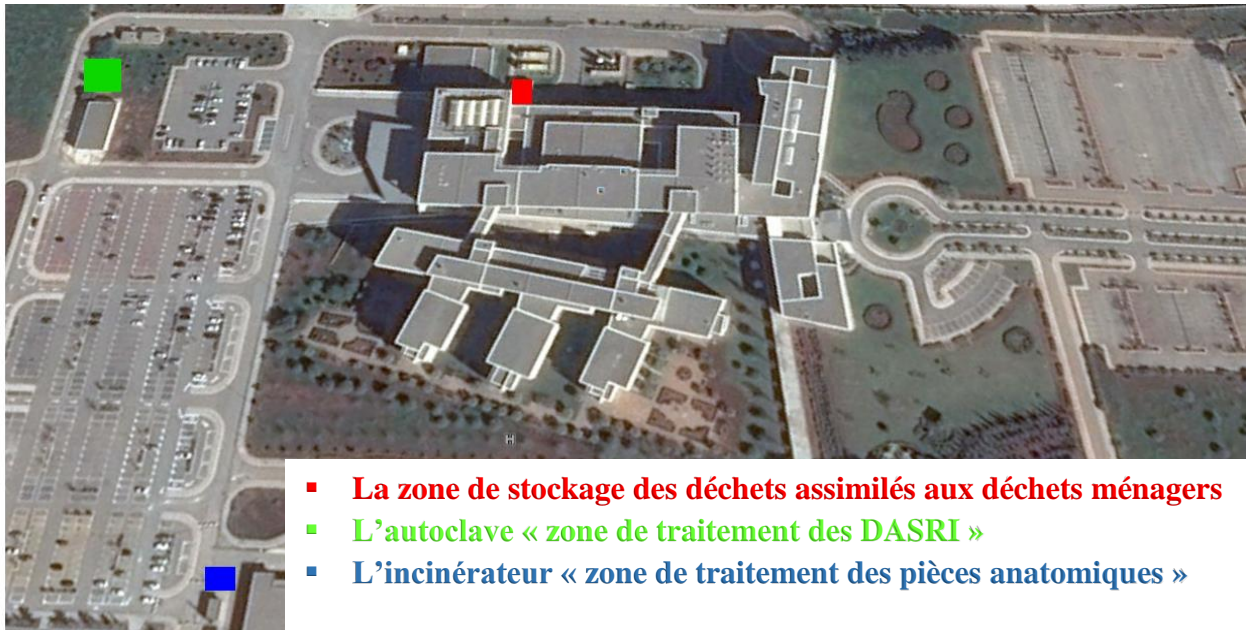 H
La zone de stockage des déchets assimilés aux déchets ménagers
L'autoclave « zone de traitement des DASRI »
L'incinérateur « zone de traitement des pièces anatomiques »